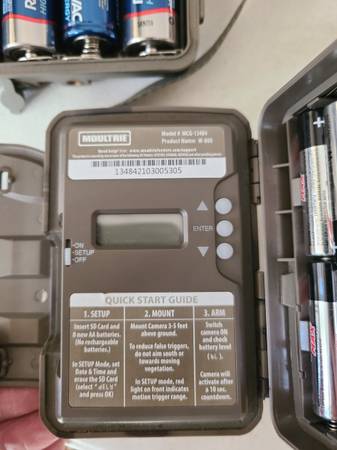 MOULTRIE
Model # MCG-13484
Product Name: M-880
134842103005305
ENTER
ON
SETUP
OFF
QUICK START GUIDE
1. SETUP
Insert SD Card and
8 new AA batteries.
(No rechargeable
batteries.)
In SETUP Mode, set
Date & Time and
erase the SD Card
(select "dElt"
and press OK)
2. MOUNT
Mount Camera 3-5 feet
above ground.
To reduce false triggers,
do not aim south or
towards moving
vegetation.
In SETUP mode, red
light on front indicates
motion trigger range.
3. ARM
Switch
camera ON
and check
battery level
Camera will
activate after
a 10 sec.
countdown.